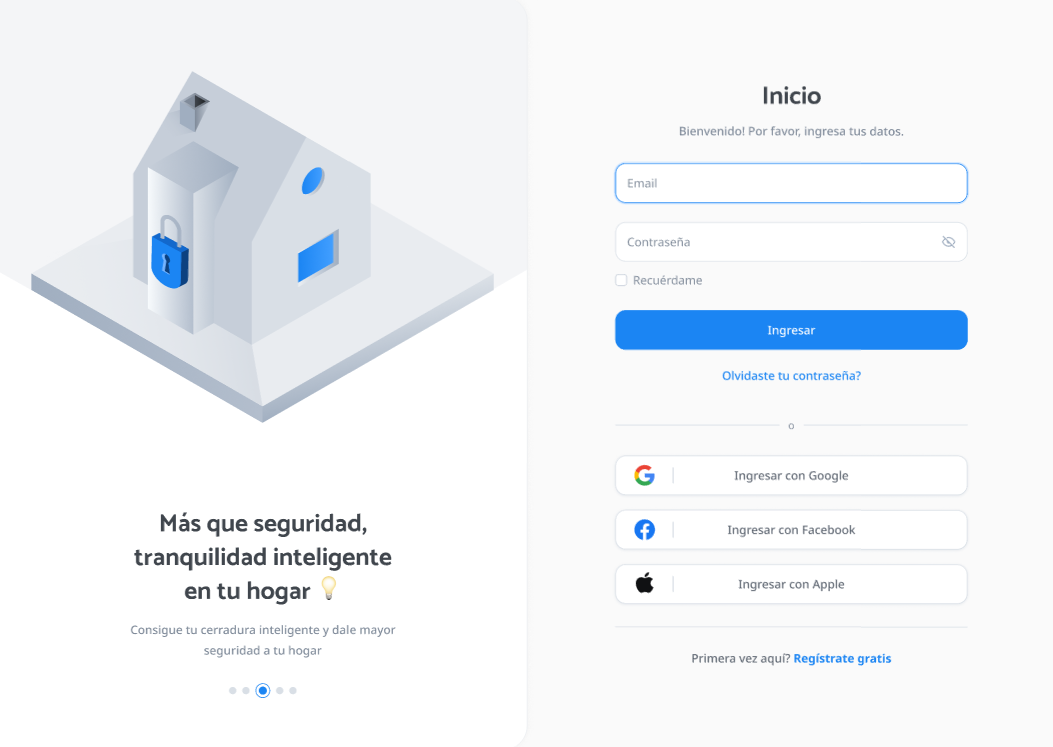 Más que seguridad,
tranquilidad inteligente
en tu hogar 💡
Consigue tu cerradura inteligente y dale mayor
seguridad a tu hogar
Inicio
Bienvenido! Por favor, ingresa tus datos.
Email
Contraseña
Recuérdame
Ingresar
Olvidaste tu contraseña?
o
Ingresar con Google
Ingresar con Facebook
Ingresar con Apple
Primera vez aquí? Regístrate gratis